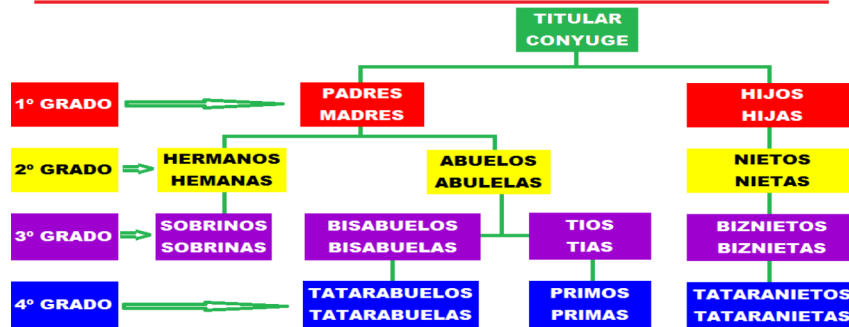 TITULAR
CONYUGE
1º GRADO
PADRES
MADRES
HIJOS
HIJAS
2º GRADO
HERMANOS
HEMANAS
ABUELOS
ABULELAS
NIETOS
NIETAS
3º GRADO
SOBRINOS
SOBRINAS
BISABUELOS
BISABUELAS
TIOS
TIAS
BIZNIETOS
BIZNIETAS
4º GRADO
TATARABUELOS
TATARABUELAS
PRIMOS
PRIMAS
TATARANIETOS
TATARANIETAS